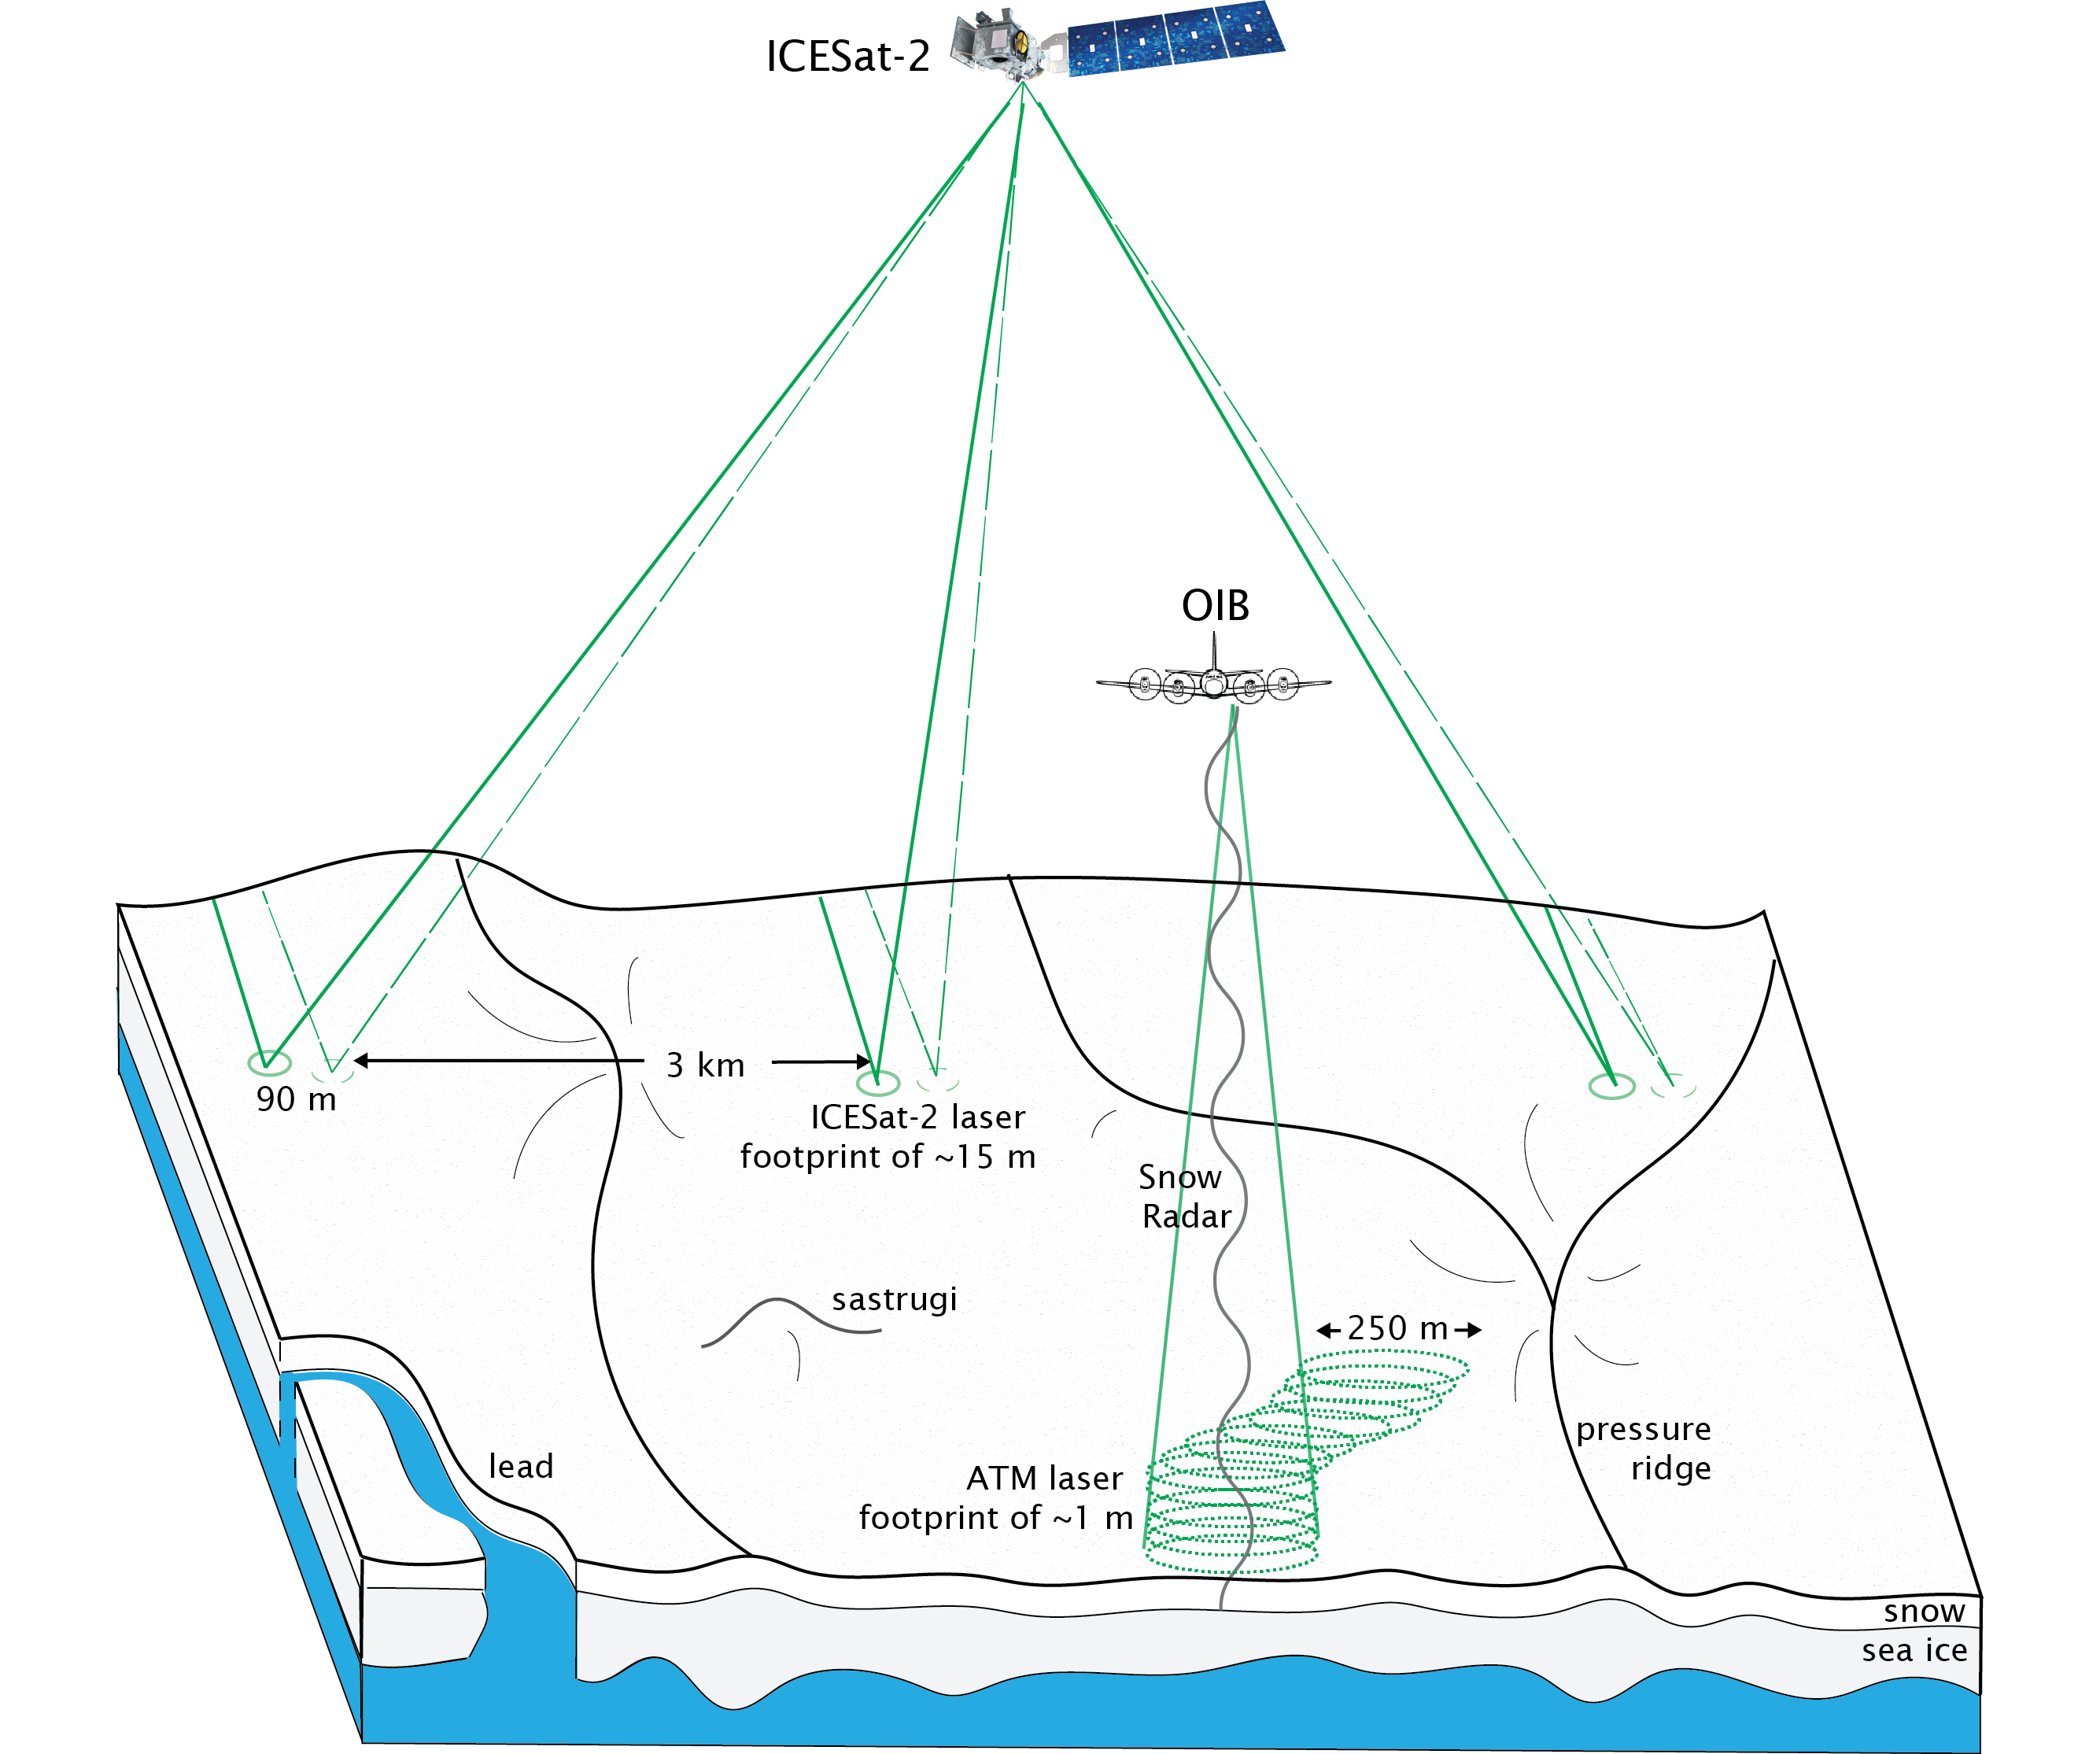 ICESat-2
OIB
3 km
90 m
ICESat-2 laser
footprint of ~15 m
Snow
Radar
sastrugi
250 m
pressure
ridge
lead
ATM laser
footprint of ~1 m
snow
sea ice